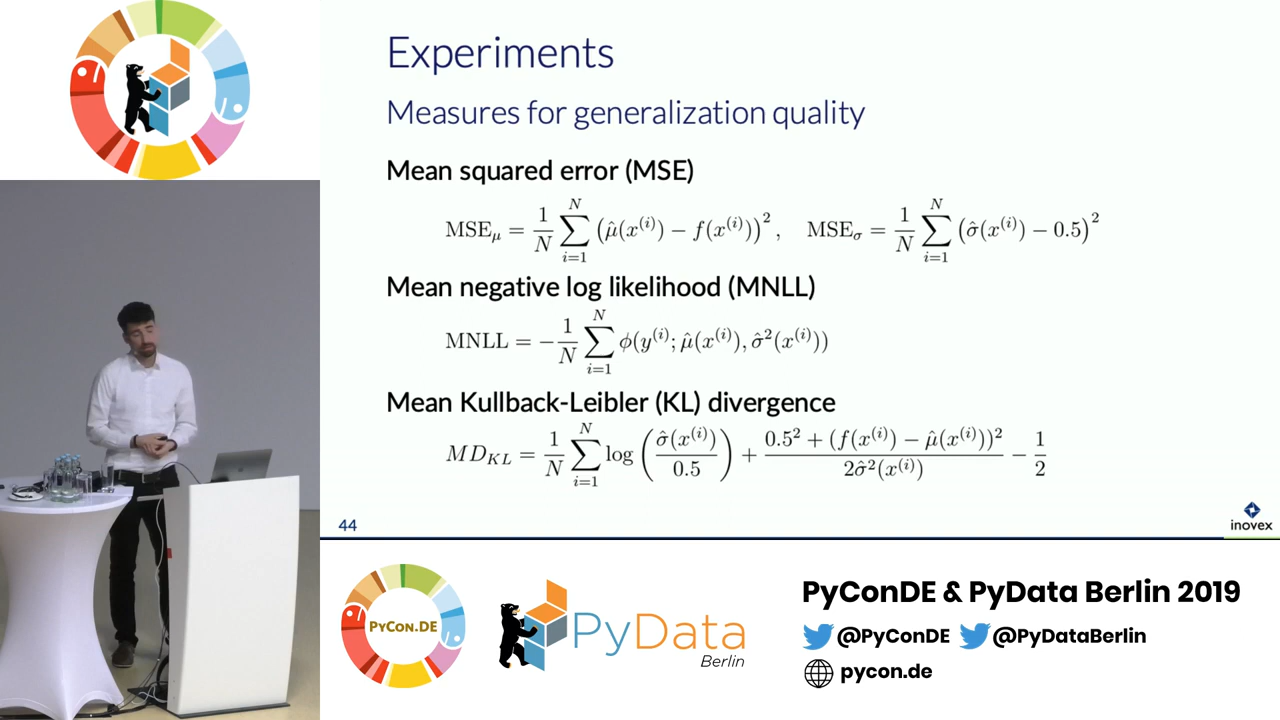 Experiments
Measures for generalization quality
Mean squared error (MSE)
MSE_μ = 1/N ∑_{i=1}^{N} (μ̂(x^{(i)}) − f(x^{(i)}))², MSE_σ = 1/N ∑_{i=1}^{N} (σ̂(x^{(i)}) − 0.5)²
Mean negative log likelihood (MNLL)
MNLL = −1/N ∑_{i=1}^{N} ϕ(y^{(i)}; μ̂(x^{(i)}), σ̂²(x^{(i)}))
Mean Kullback-Leibler (KL) divergence
MD_{KL} = 1/N ∑_{i=1}^{N} log (σ̂(x^{(i)})/0.5) + (0.5² + (f(x^{(i)}) − μ̂(x^{(i)}))²)/(2σ̂²(x^{(i)})) − 1/2
44
inovex
PyCon.DE
PyData
Berlin
PyConDE & PyData Berlin 2019
@PyConDE @PyDataBerlin
pycon.de